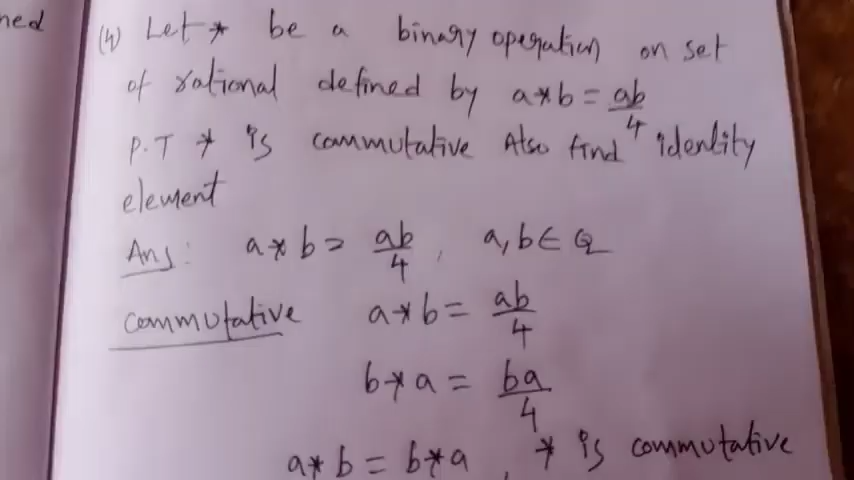 ned
(4) Let * be a binary operation on set
of rational defined by a*b = ab/4
P.T * is commutative Also find identity
element
Ans: a*b = ab/4, a,b ∈ Q
commutative a*b = ab/4
b*a = ba/4
a*b = b*a, * is commutative